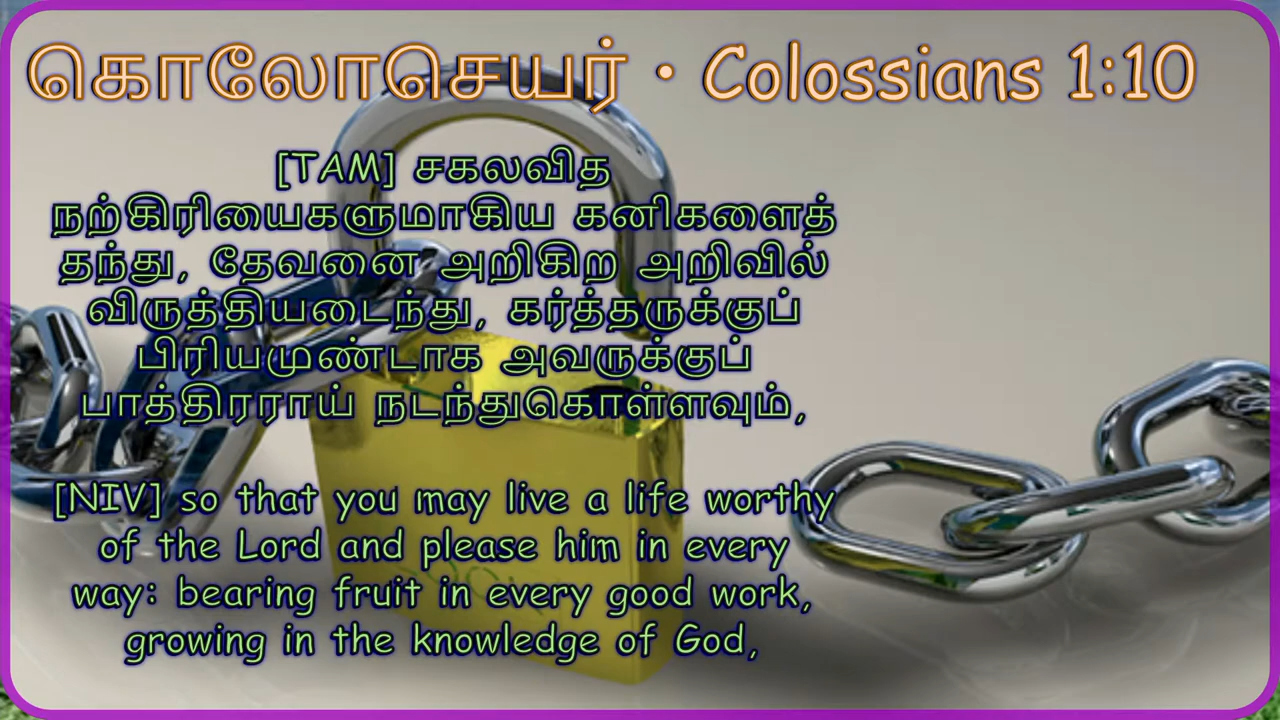 கொலோசெயர் • Colossians 1:10
[TAM] சகலவித
நற்கிரியைகளுமாகிய கனிகளைத்
தந்து, தேவனை அறிகிற அறிவில்
விருத்தியடைந்து, கர்த்தருக்குப்
பிரியமுண்டாக அவருக்குப்
பாத்திரராய் நடந்துகொள்ளவும்,
[NIV] so that you may live a life worthy
of the Lord and please him in every
way: bearing fruit in every good work,
growing in the knowledge of God,